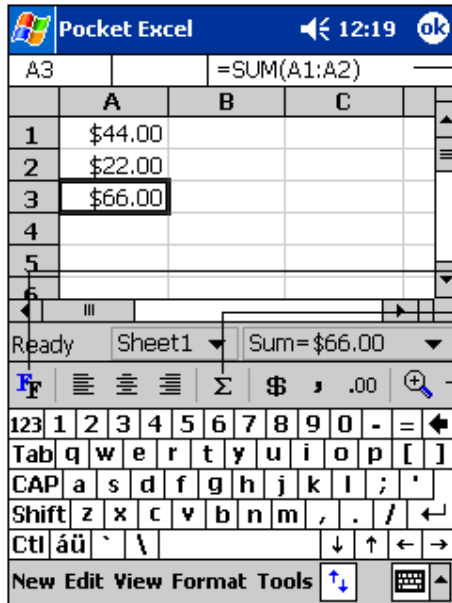 Pocket Excel 12:19 ok
A3 =SUM(A1:A2)
A B C
1 $44.00
2 $22.00
3 $66.00
4
5
6
Ready Sheet1 Sum=$66.00
FF Σ $ , .00
123 1 2 3 4 5 6 7 8 9 0 - =
Tab q w e r t y u i o p [ ]
CAP a s d f g h j k l ; '
Shift z x c v b n m , . /
Ctl áü ` \
New Edit View Format Tools